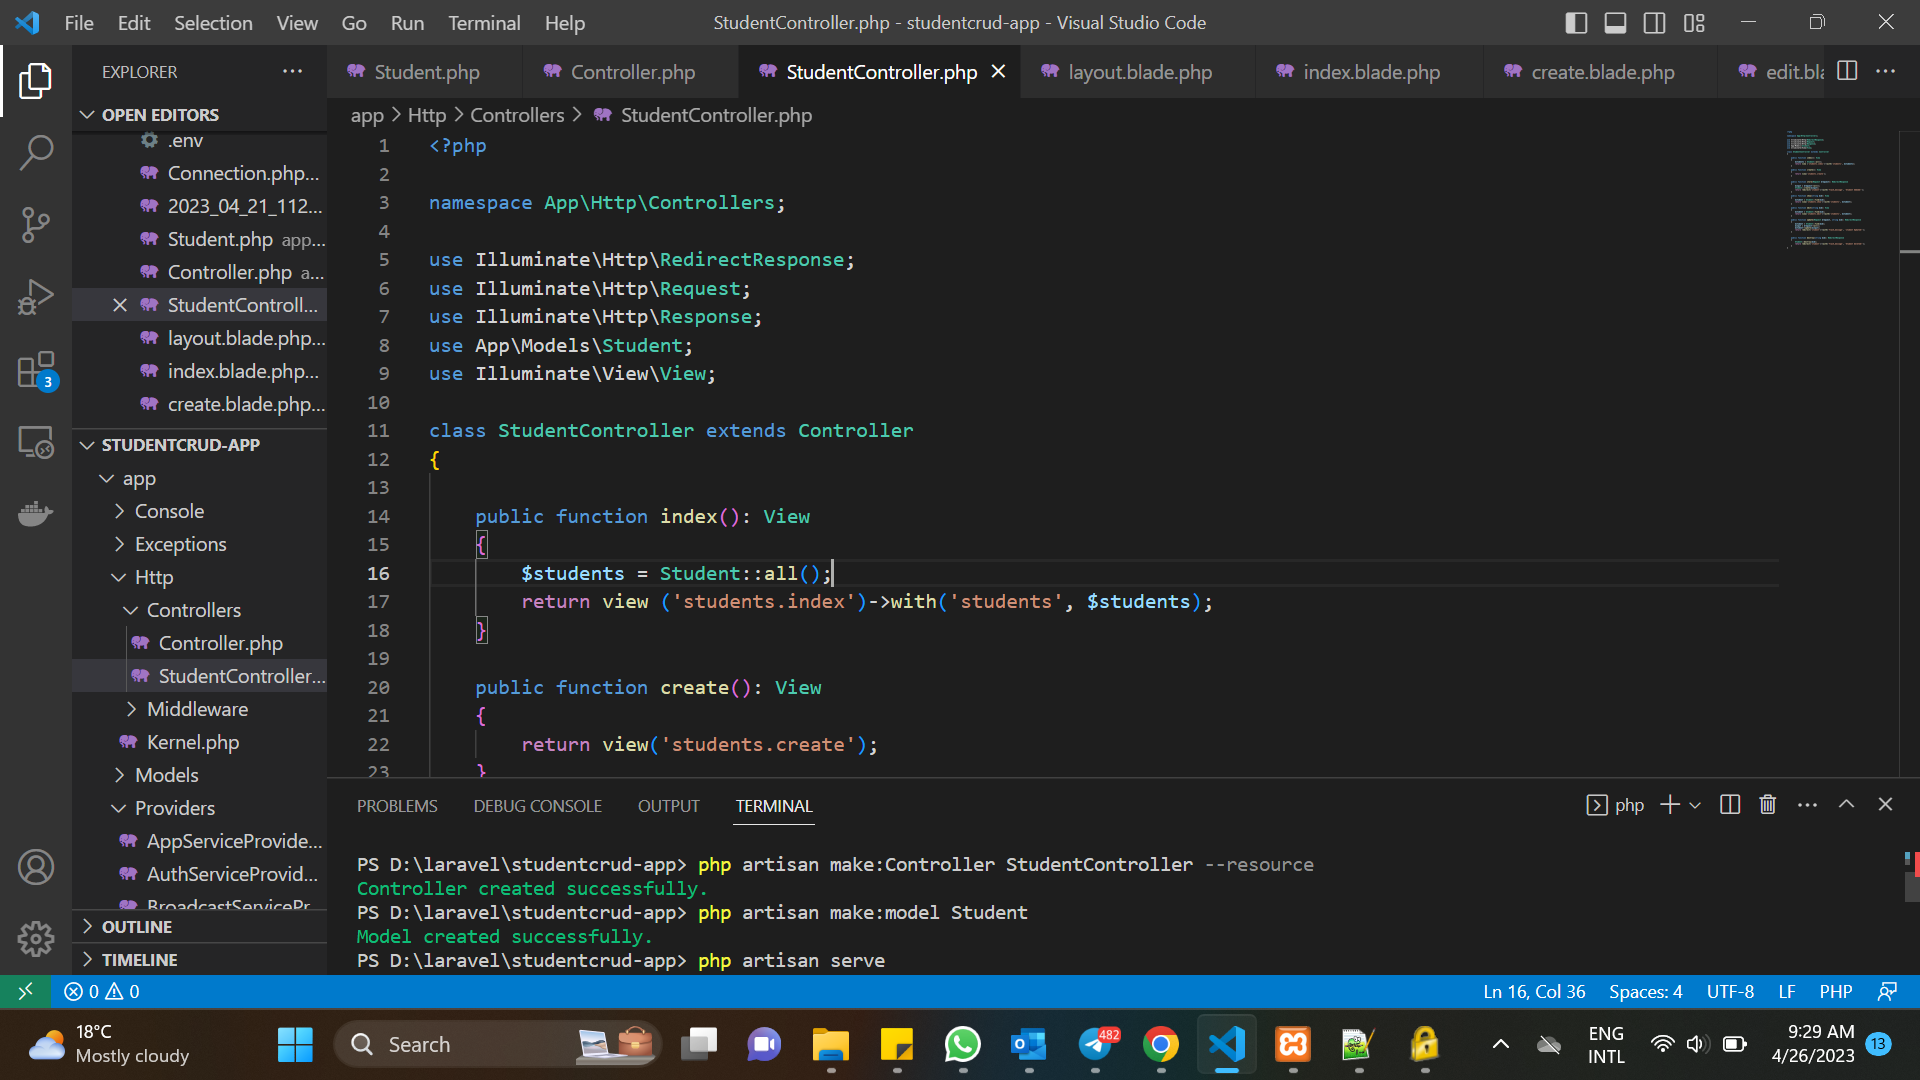 File Edit Selection View Go Run Terminal Help
StudentController.php - studentcrud-app - Visual Studio Code
EXPLORER
Student.php
Controller.php
StudentController.php
layout.blade.php
index.blade.php
create.blade.php
edit.bla
OPEN EDITORS
.env
Connection.php...
2023_04_21_112...
Student.php app...
Controller.php a...
StudentControll...
layout.blade.php...
index.blade.php...
create.blade.php...
STUDENTCRUD-APP
app
Console
Exceptions
Http
Controllers
Controller.php
StudentController...
Middleware
Kernel.php
Models
Providers
AppServiceProvide...
AuthServiceProvid...
BroadcastServicePr
OUTLINE
TIMELINE
3
app > Http > Controllers > StudentController.php
1 <?php
2
3 namespace App\Http\Controllers;
4
5 use Illuminate\Http\RedirectResponse;
6 use Illuminate\Http\Request;
7 use Illuminate\Http\Response;
8 use App\Models\Student;
9 use Illuminate\View\View;
10
11 class StudentController extends Controller
12 {
13
14 public function index(): View
15 {
16 $students = Student::all();
17 return view ('students.index')->with('students', $students);
18 }
19
20 public function create(): View
21 {
22 return view('students.create');
23 }
PROBLEMS DEBUG CONSOLE OUTPUT TERMINAL
php
PS D:\laravel\studentcrud-app> php artisan make:Controller StudentController --resource
Controller created successfully.
PS D:\laravel\studentcrud-app> php artisan make:model Student
Model created successfully.
PS D:\laravel\studentcrud-app> php artisan serve
0 0
Ln 16, Col 36 Spaces: 4 UTF-8 LF PHP
18°C
Mostly cloudy
Search
482
ENG
INTL
9:29 AM
4/26/2023
13